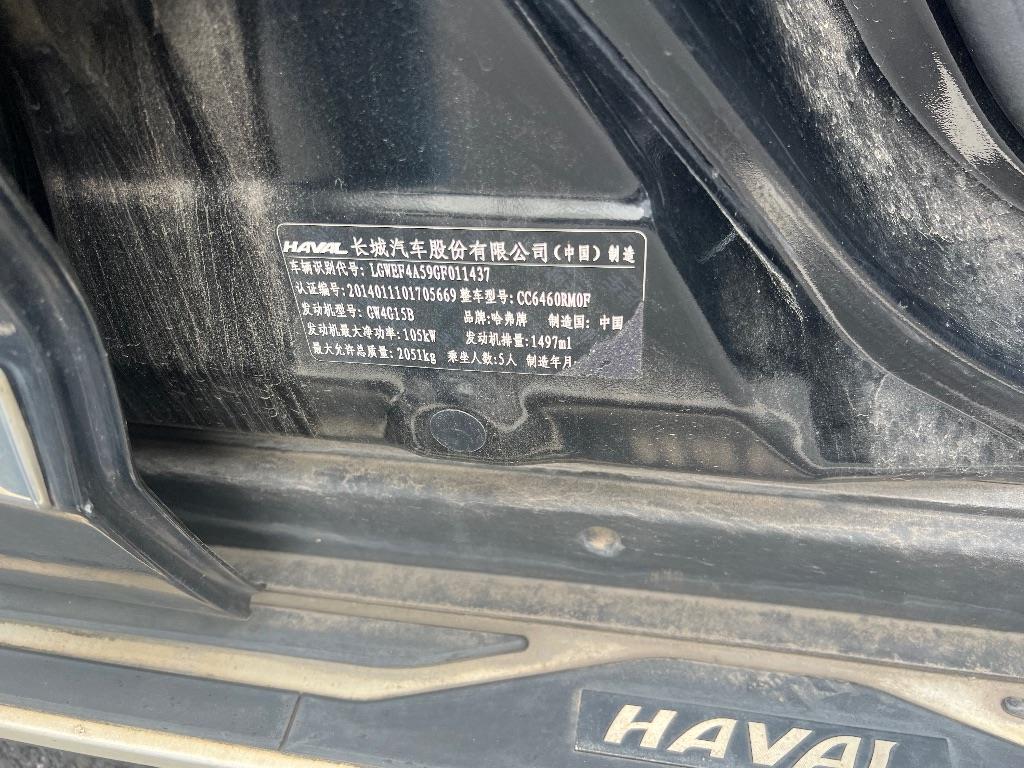 HAVAL 长城汽车股份有限公司(中国)制造
车辆识别代号: LGWEF4A59GF011437
认证编号: 2014011101705669 整车型号: CC6460RM0F
发动机型号: GW4G15B 品牌: 哈弗牌 制造国: 中国
发动机最大净功率: 105kW 发动机排量: 1497ml
最大允许总质量: 2051kg 乘坐人数: 5人 制造年月
HAVAL